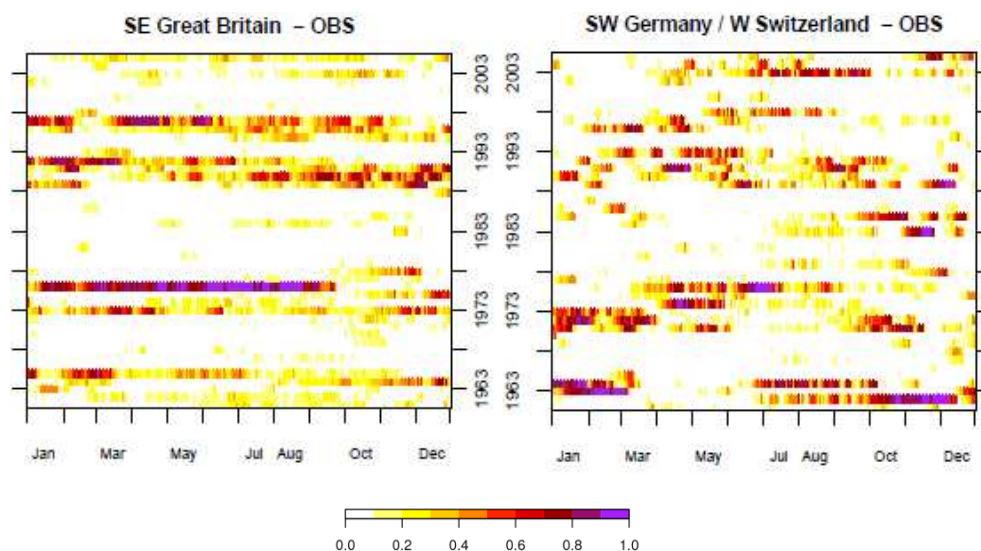 SE Great Britain – OBS
SW Germany / W Switzerland – OBS
2003
1993
1983
1973
1963
Jan Mar May Jul Aug Oct Dec
2003
1993
1983
1973
1963
Jan Mar May Jul Aug Oct Dec
0.0 0.2 0.4 0.6 0.8 1.0